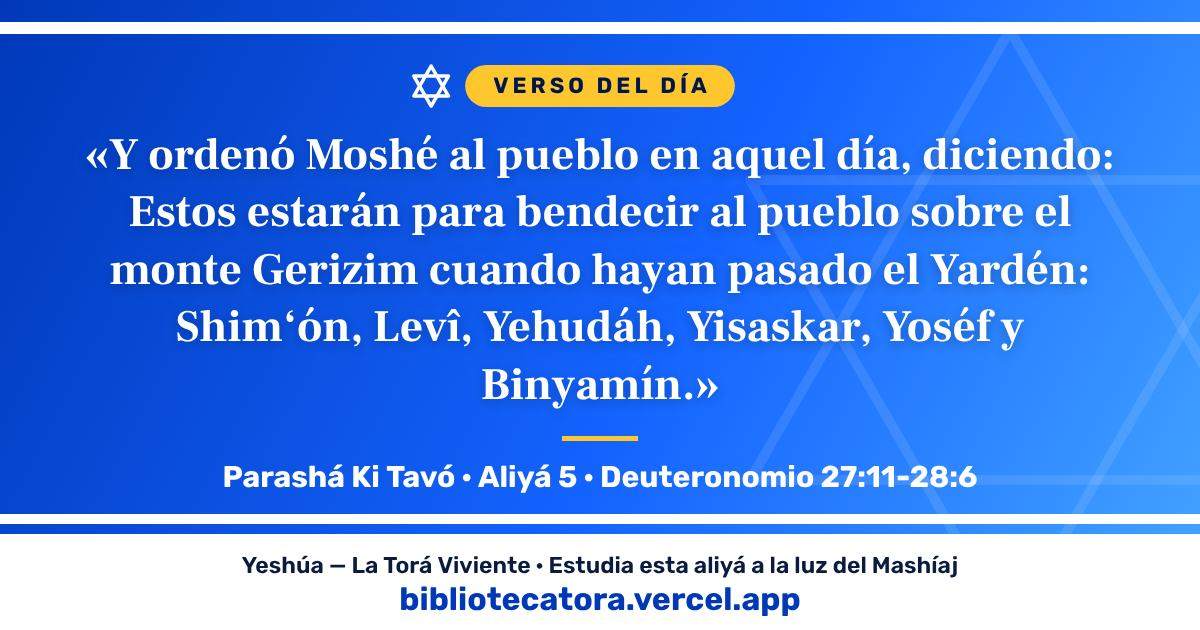 VERSO DEL DÍA
«Y ordenó Moshé al pueblo en aquel día, diciendo:
Estos estarán para bendecir al pueblo sobre el
monte Gerizim cuando hayan pasado el Yardén:
Shim‘ón, Levî, Yehudáh, Yisaskar, Yoséf y
Binyamín.»
Parashá Ki Tavó • Aliyá 5 • Deuteronomio 27:11-28:6
Yeshúa — La Torá Viviente • Estudia esta aliyá a la luz del Mashíaj
bibliotecatora.vercel.app